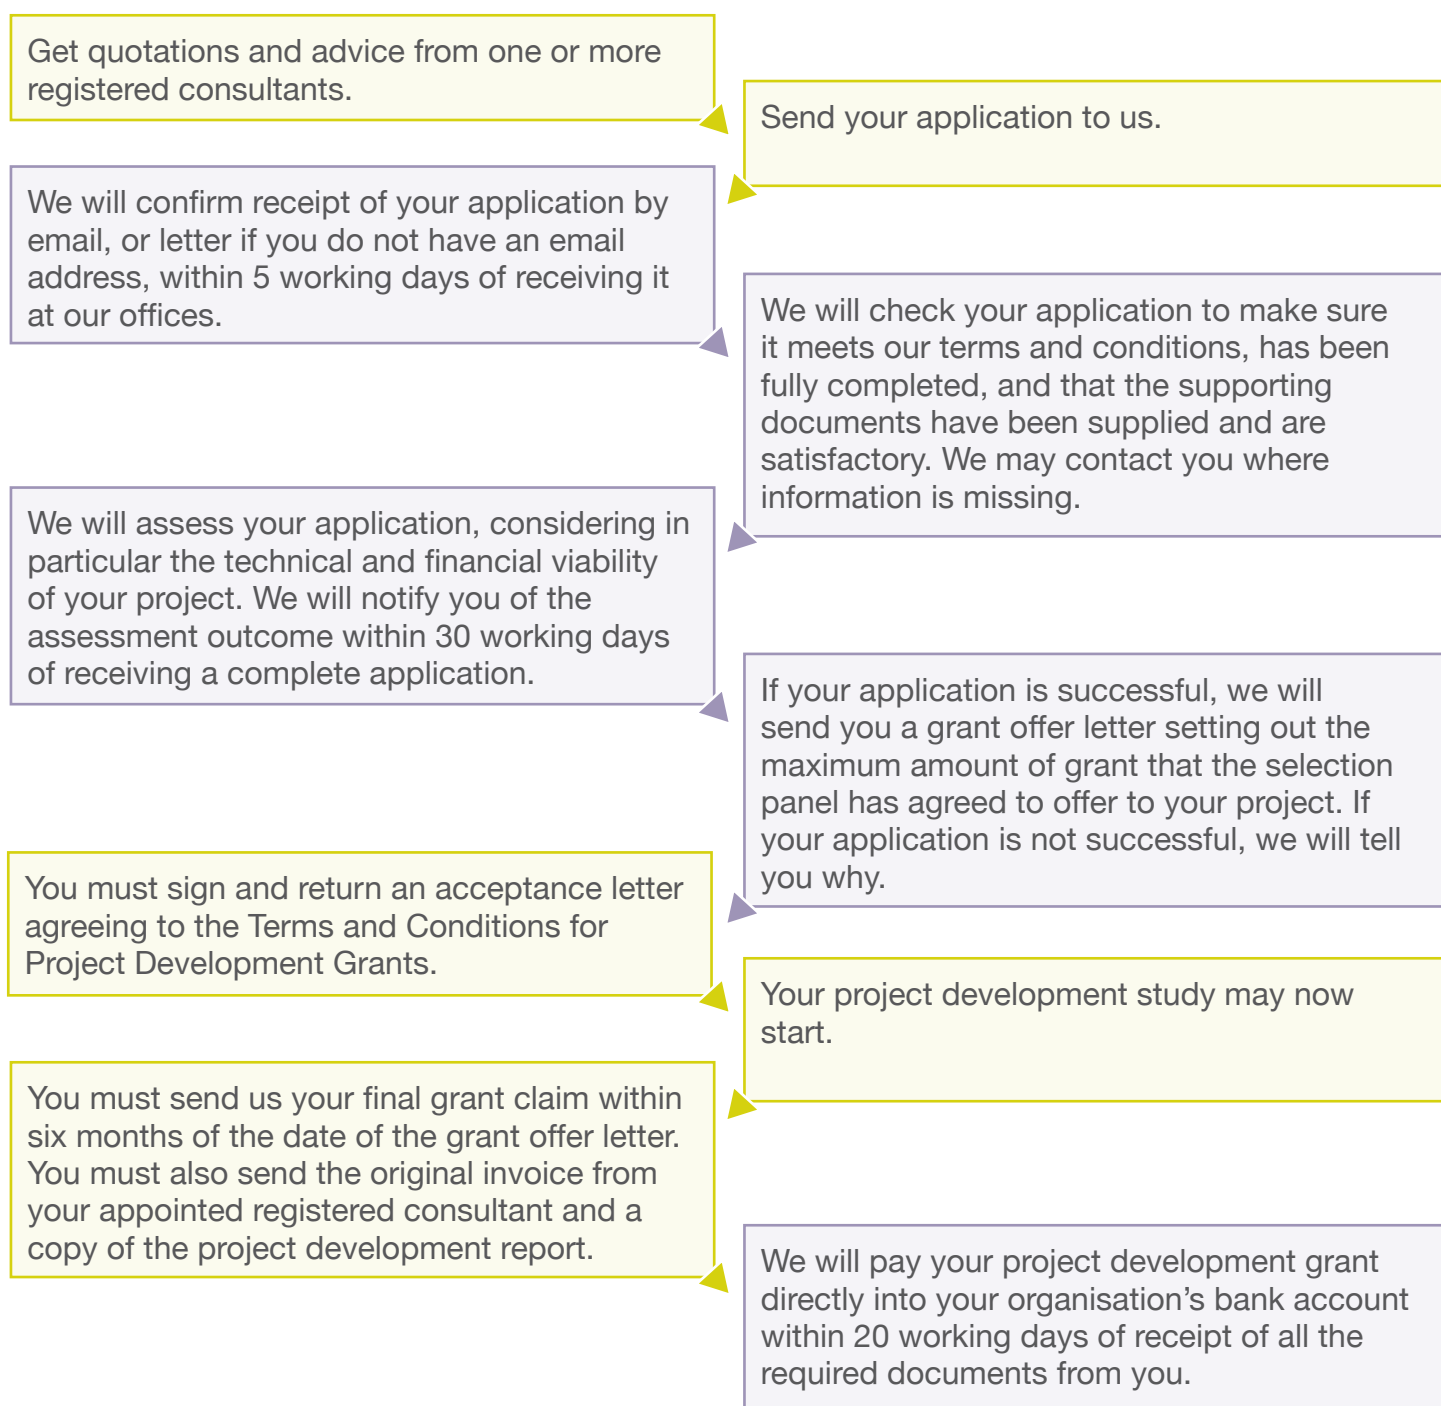 Get quotations and advice from one or more
registered consultants.
Send your application to us.
We will confirm receipt of your application by
email, or letter if you do not have an email
address, within 5 working days of receiving it
at our offices.
We will check your application to make sure
it meets our terms and conditions, has been
fully completed, and that the supporting
documents have been supplied and are
satisfactory. We may contact you where
information is missing.
We will assess your application, considering in
particular the technical and financial viability
of your project. We will notify you of the
assessment outcome within 30 working days
of receiving a complete application.
If your application is successful, we will
send you a grant offer letter setting out the
maximum amount of grant that the selection
panel has agreed to offer to your project. If
your application is not successful, we will tell
you why.
You must sign and return an acceptance letter
agreeing to the Terms and Conditions for
Project Development Grants.
Your project development study may now
start.
You must send us your final grant claim within
six months of the date of the grant offer letter.
You must also send the original invoice from
your appointed registered consultant and a
copy of the project development report.
We will pay your project development grant
directly into your organisation’s bank account
within 20 working days of receipt of all the
required documents from you.